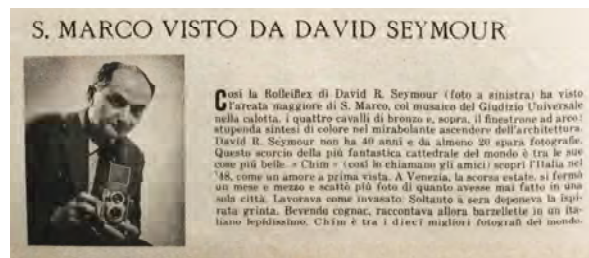 S. MARCO VISTO DA DAVID SEYMOUR
Così la Rolleiflex di David R. Seymour (foto a sinistra) ha visto
l'arcata maggiore di S. Marco, col musaico del Giudizio Universale
nella calotta, i quattro cavalli di bronzo e, sopra, il finestrone ad arco:
stupenda sintesi di colore nel mirabolante ascendere dell'architettura.
David R. Seymour non ha 40 anni e da almeno 20 spara fotografie.
Questo scorcio della più fantastica cattedrale del mondo è tra le sue
cose più belle. « Chim » (così lo chiamano gli amici) scoprì l'Italia nel
'48, come un amore a prima vista. A Venezia, la scorsa estate, si fermò
un mese e mezzo e scattò più foto di quanto avesse mai fatto in una
sola città. Lavorava come invasato: Soltanto a sera deponeva la ispi-
rata grinta. Bevendo cognac, raccontava allora barzellette in un ita-
liano lepidissimo. Chim è tra i dieci migliori fotografi del mondo.